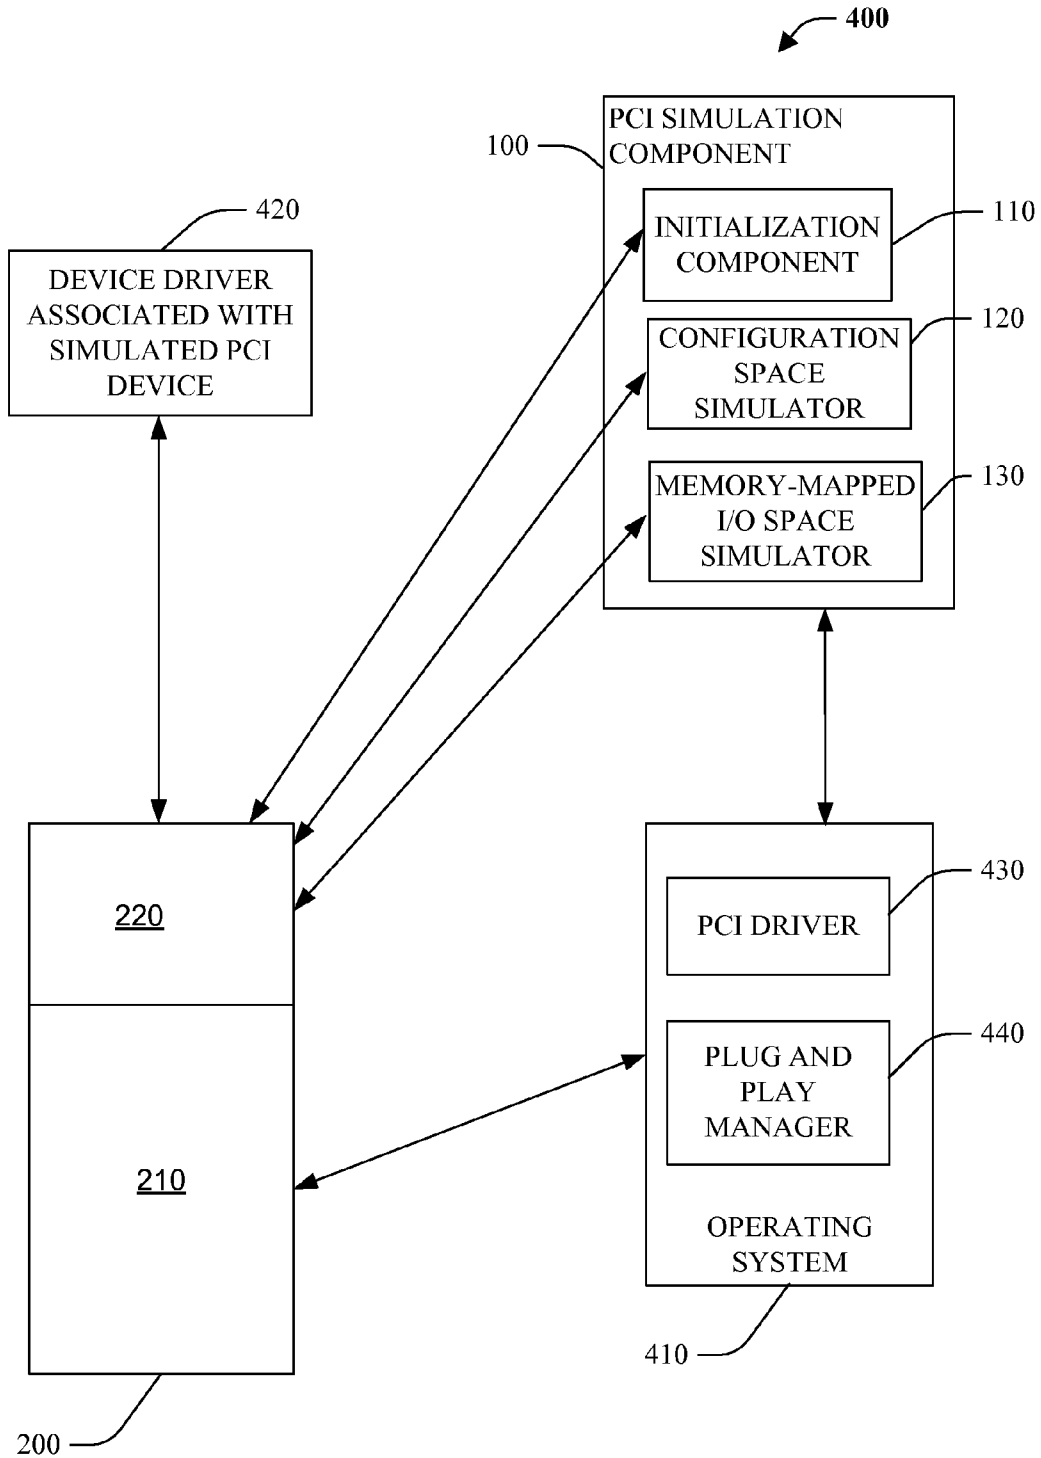 400
PCI SIMULATION
COMPONENT
100
INITIALIZATION
COMPONENT
110
420
DEVICE DRIVER
ASSOCIATED WITH
SIMULATED PCI
DEVICE
CONFIGURATION
SPACE
SIMULATOR
120
MEMORY-MAPPED
I/O SPACE
SIMULATOR
130
220
210
200
PCI DRIVER
430
PLUG AND
PLAY
MANAGER
440
OPERATING
SYSTEM
410